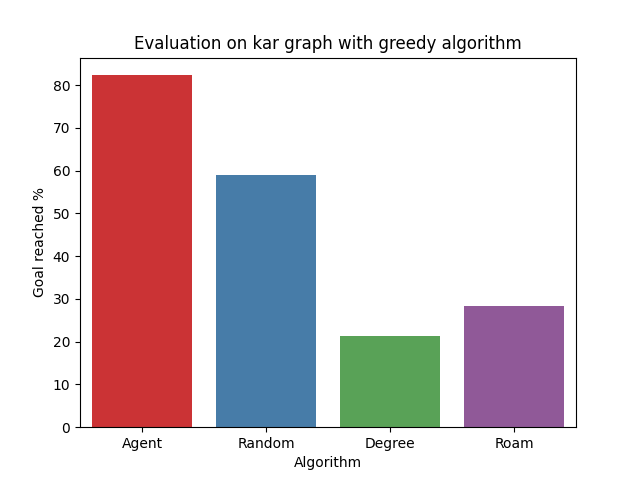 Evaluation on kar graph with greedy algorithm
Goal reached %
80
70
60
50
40
30
20
10
0
Agent Random Degree Roam
Algorithm